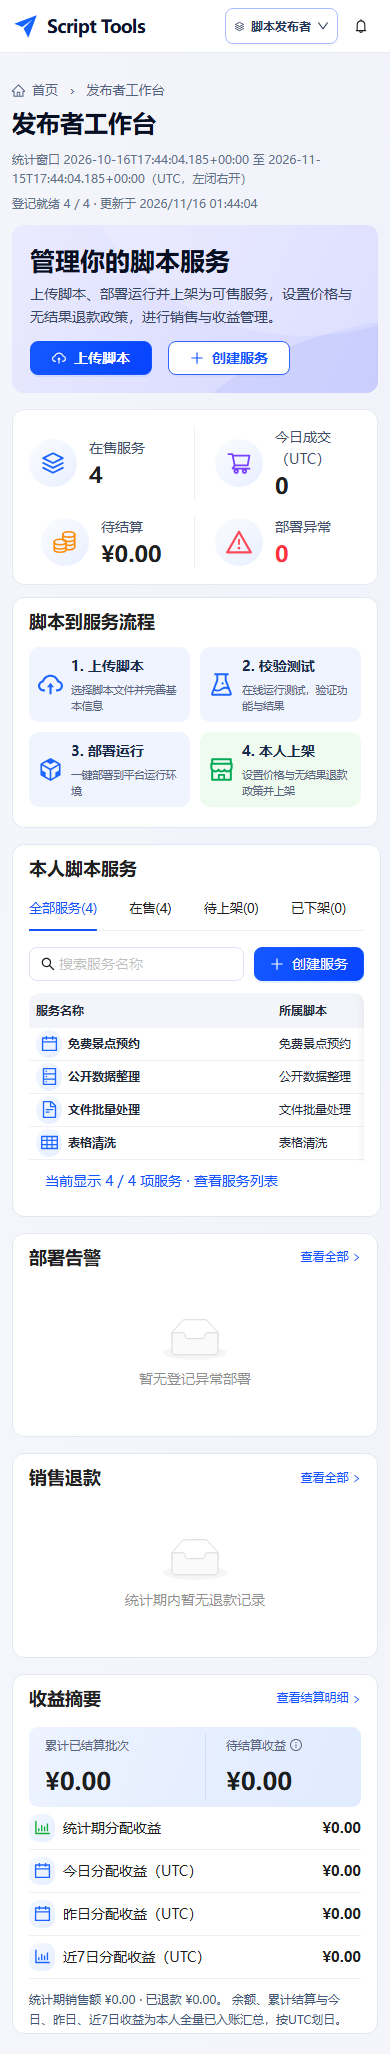 Script Tools
脚本发布者
首页 › 发布者工作台
发布者工作台
统计窗口 2026-10-16T17:44:04.185+00:00 至 2026-11-
15T17:44:04.185+00:00（UTC，左闭右开）
登记就绪 4 / 4 · 更新于 2026/11/16 01:44:04
管理你的脚本服务
上传脚本、部署运行并上架为可售服务，设置价格与
无结果退款政策，进行销售与收益管理。
上传脚本
创建服务
在售服务
4
今日成交
（UTC）
0
待结算
¥0.00
部署异常
0
脚本到服务流程
1. 上传脚本
选择脚本文件并完善基
本信息
2. 校验测试
在线运行测试，验证功
能与结果
3. 部署运行
一键部署到平台运行环
境
4. 本人上架
设置价格与无结果退款
政策并上架
本人脚本服务
全部服务(4) 在售(4) 待上架(0) 已下架(0)
搜索服务名称
创建服务
服务名称 所属脚本
免费景点预约 免费景点预约
公开数据整理 公开数据整理
文件批量处理 文件批量处理
表格清洗 表格清洗
当前显示 4 / 4 项服务 · 查看服务列表
部署告警 查看全部
暂无登记异常部署
销售退款 查看全部
统计期内暂无退款记录
收益摘要 查看结算明细
累计已结算批次
¥0.00
待结算收益
¥0.00
统计期分配收益 ¥0.00
今日分配收益（UTC） ¥0.00
昨日分配收益（UTC） ¥0.00
近7日分配收益（UTC） ¥0.00
统计期销售额 ¥0.00 · 已退款 ¥0.00。 余额、累计结算与今
日、昨日、近7日收益为本人全量已入账汇总，按UTC划日。